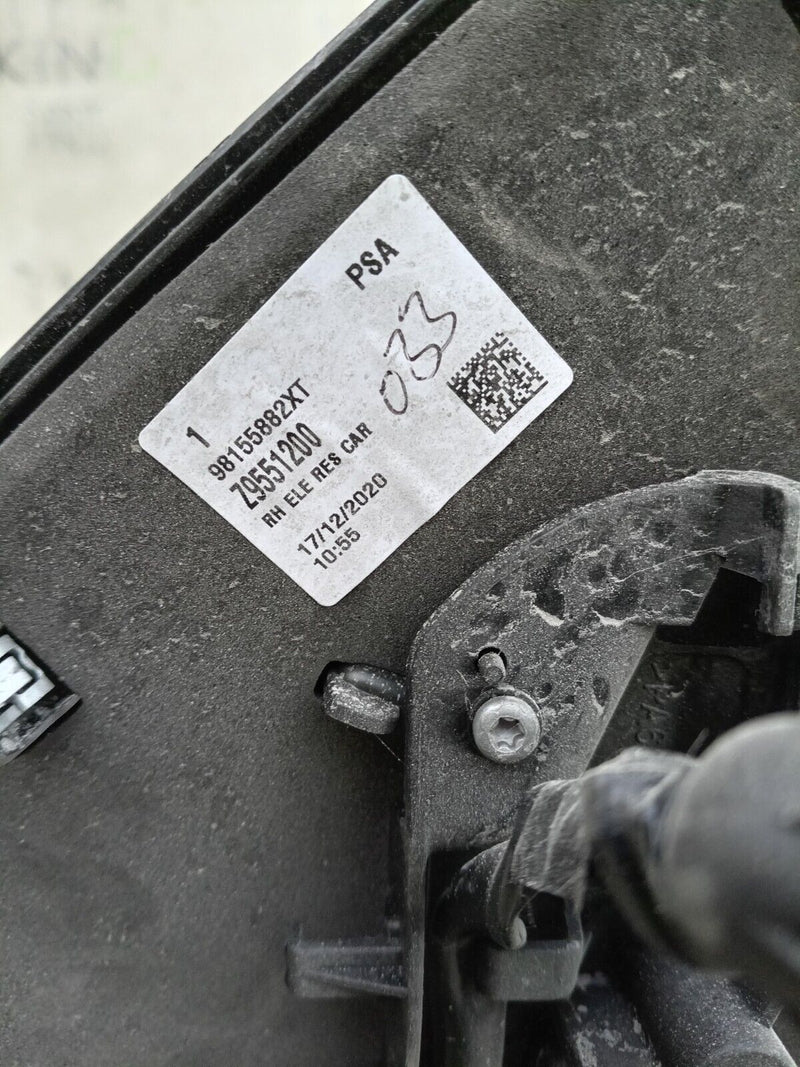 PSA
033
1
98155882XT
Z9551200
RH ELE RES CAR
17/12/2020
10:55